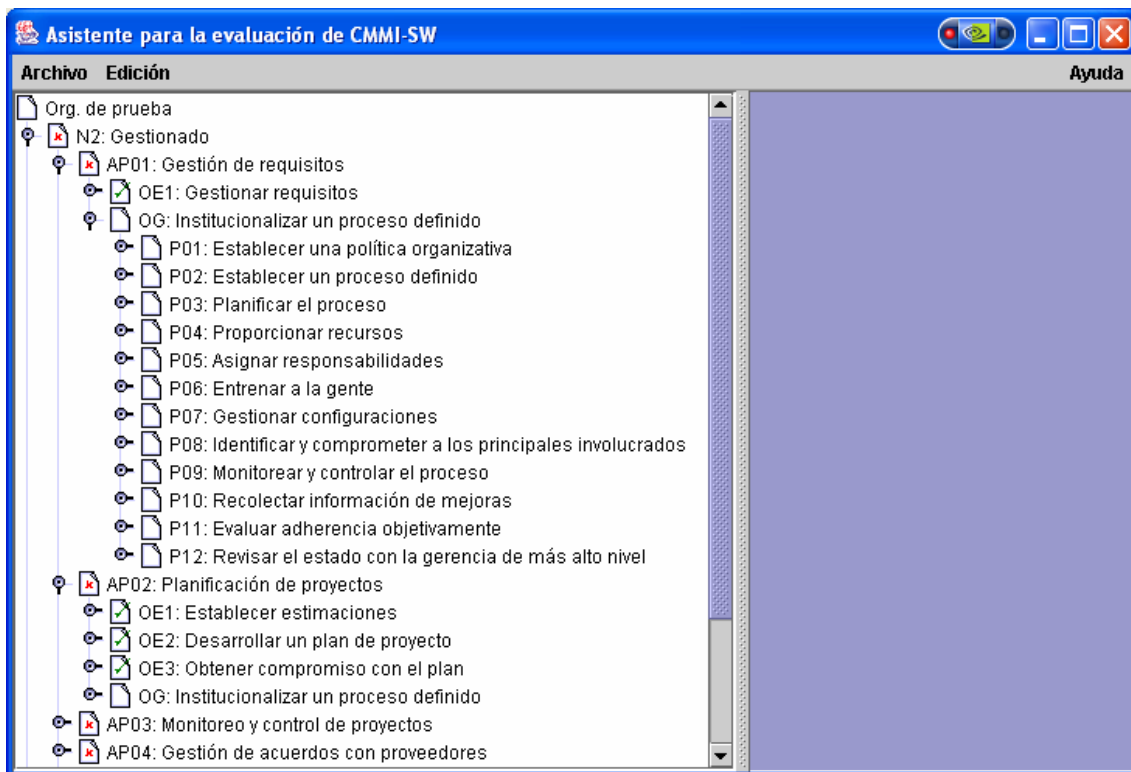 Asistente para la evaluación de CMMI-SW
Archivo Edición Ayuda
Org. de prueba
N2: Gestionado
AP01: Gestión de requisitos
OE1: Gestionar requisitos
OG: Institucionalizar un proceso definido
P01: Establecer una política organizativa
P02: Establecer un proceso definido
P03: Planificar el proceso
P04: Proporcionar recursos
P05: Asignar responsabilidades
P06: Entrenar a la gente
P07: Gestionar configuraciones
P08: Identificar y comprometer a los principales involucrados
P09: Monitorear y controlar el proceso
P10: Recolectar información de mejoras
P11: Evaluar adherencia objetivamente
P12: Revisar el estado con la gerencia de más alto nivel
AP02: Planificación de proyectos
OE1: Establecer estimaciones
OE2: Desarrollar un plan de proyecto
OE3: Obtener compromiso con el plan
OG: Institucionalizar un proceso definido
AP03: Monitoreo y control de proyectos
AP04: Gestión de acuerdos con proveedores